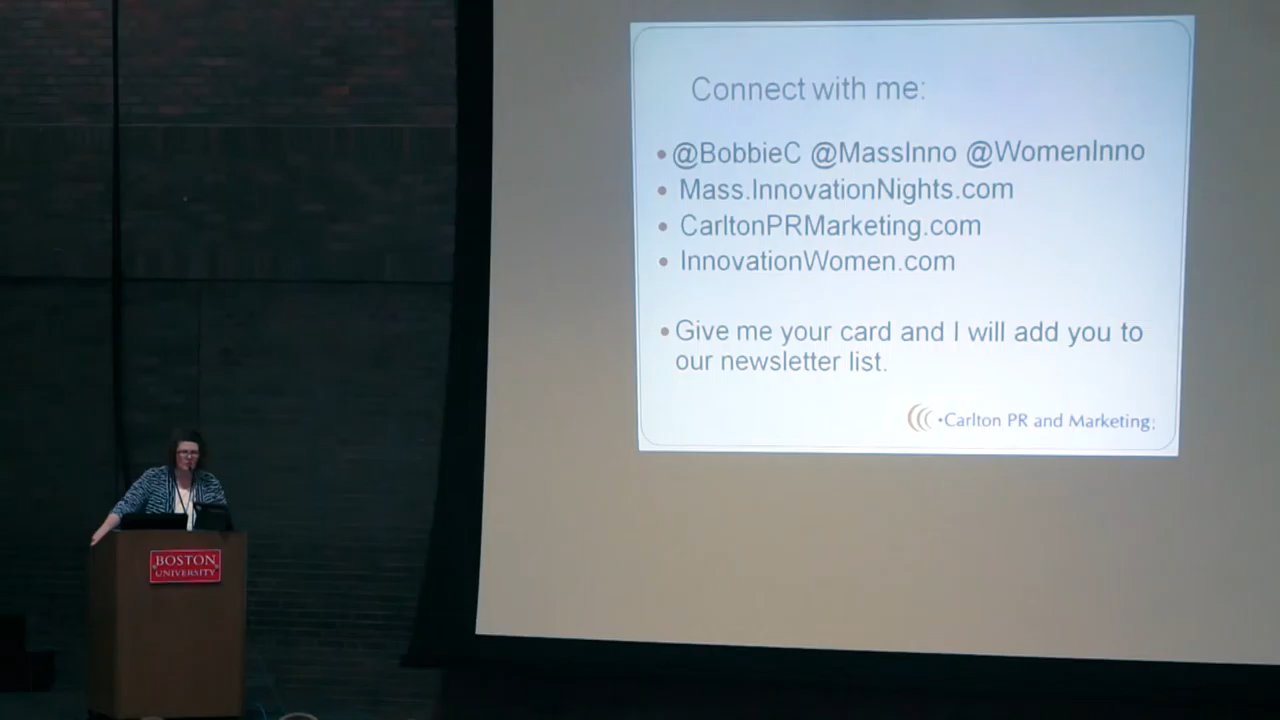 Connect with me:
•@BobbieC @MassInno @WomenInno
• Mass.InnovationNights.com
• CarltonPRMarketing.com
• InnovationWomen.com
•Give me your card and I will add you to
our newsletter list.
•Carlton PR and Marketing;
BOSTON
UNIVERSITY